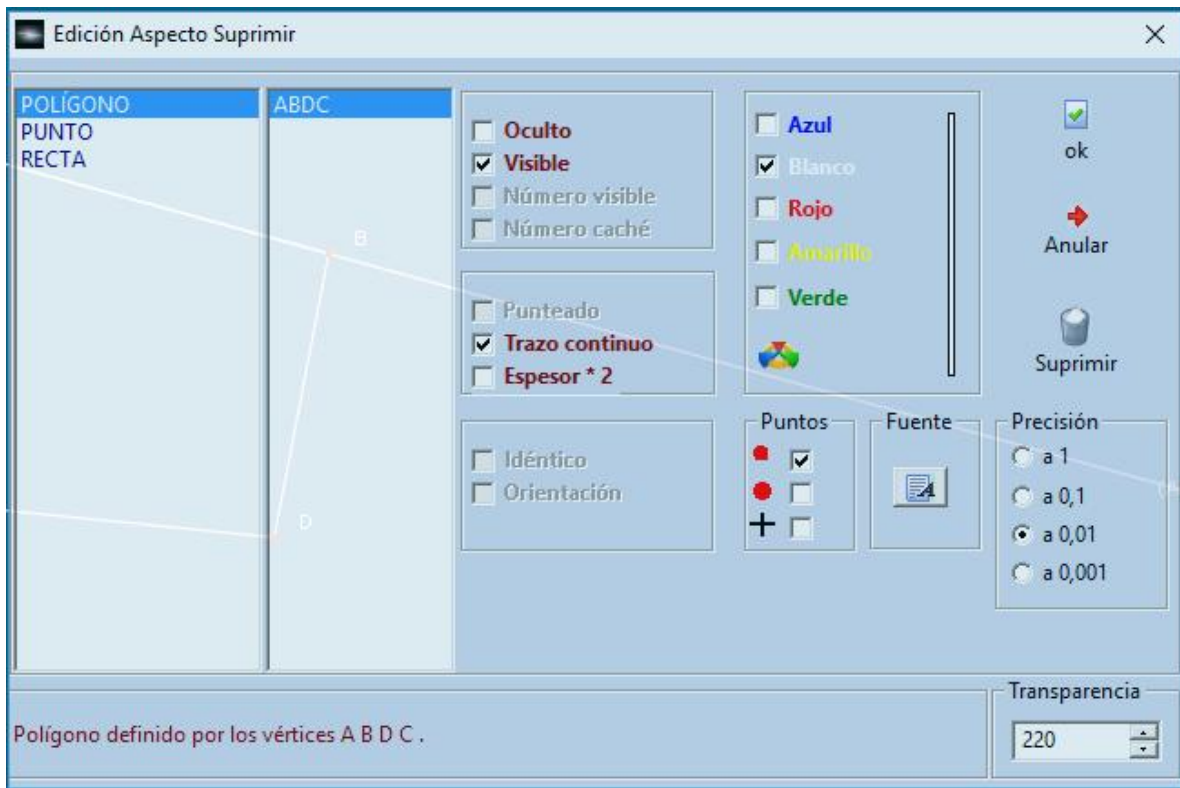 Edición Aspecto Suprimir
POLÍGONO
PUNTO
RECTA
ABDC
Oculto
Visible
Número visible
Número caché
Punteado
Trazo continuo
Espesor * 2
Idéntico
Orientación
Azul
Blanco
Rojo
Amarillo
Verde
ok
Anular
Suprimir
Puntos
Fuente
A
Precisión
a 1
a 0,1
a 0,01
a 0,001
B
D
Polígono definido por los vértices A B D C .
Transparencia
220